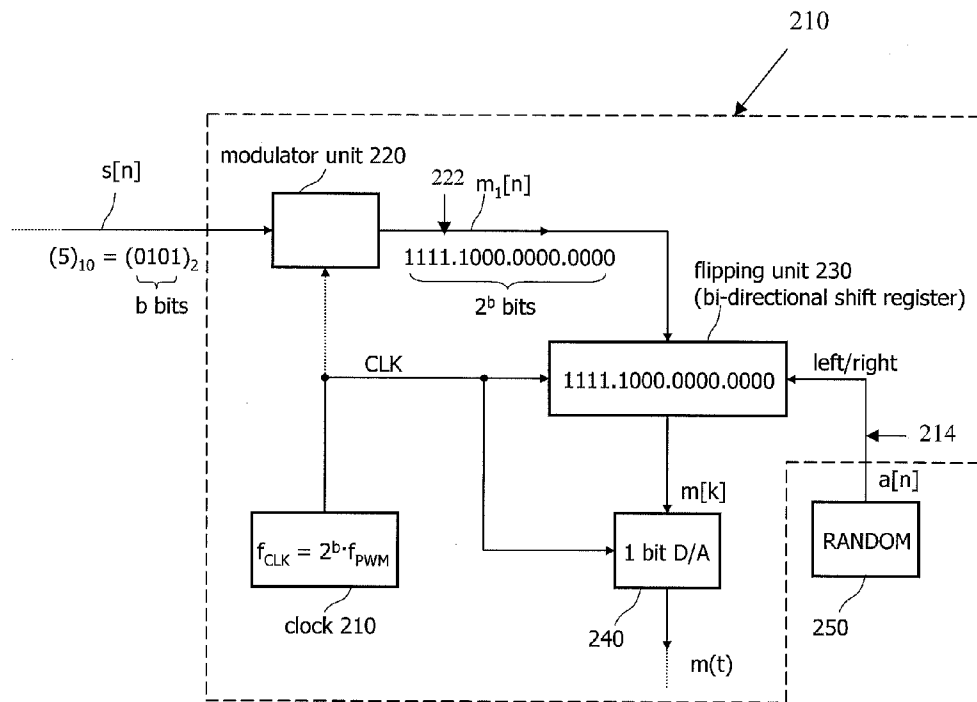 210
modulator unit 220
s[n]
222
m₁[n]
(5)₁₀ = (0101)₂
b bits
1111.1000.0000.0000
2ᵇ bits
flipping unit 230
(bi-directional shift register)
CLK
1111.1000.0000.0000
left/right
214
a[n]
m[k]
f_CLK = 2ᵇ·f_PWM
1 bit D/A
RANDOM
clock 210
240
250
m(t)